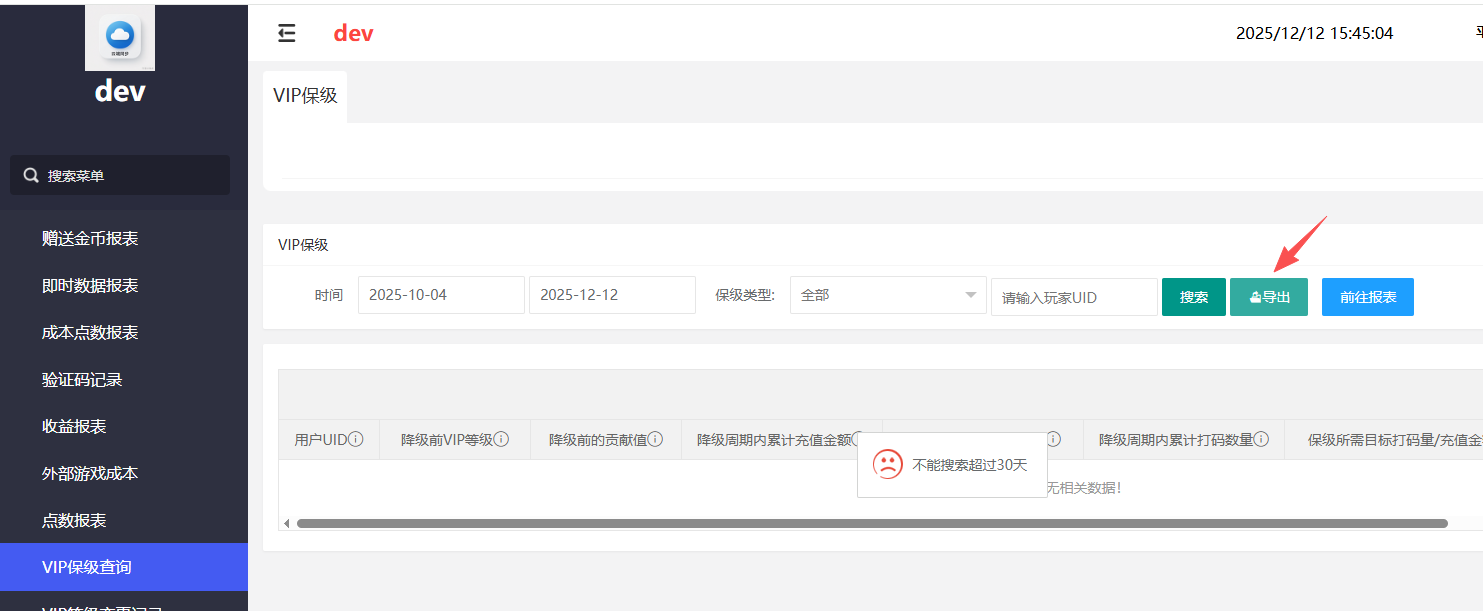 dev
2025/12/12 15:45:04
dev
搜索菜单
赠送金币报表
即时数据报表
成本点数报表
验证码记录
收益报表
外部游戏成本
点数报表
VIP保级查询
VIP保级
VIP保级
时间 2025-10-04 2025-12-12 保级类型: 全部 请输入玩家UID 搜索 导出 前往报表
用户UID 降级前VIP等级 降级前的贡献值 降级周期内累计充值金额 降级周期内累计打码数量 保级所需目标打码量/充值金
不能搜索超过30天
无相关数据!